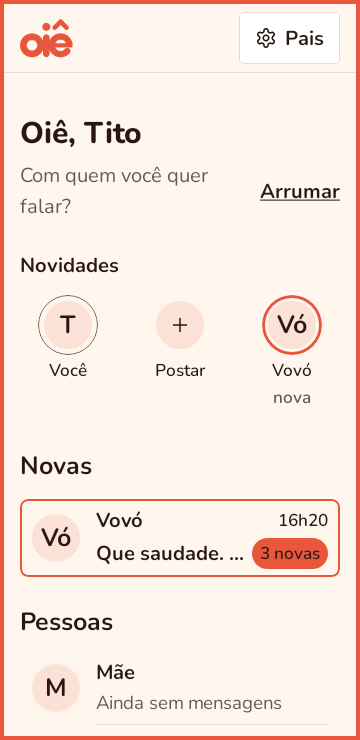 oiê
Pais
Oiê, Tito
Com quem você quer
falar?
Arrumar
Novidades
T
Vó
Você
Postar
Vovó
nova
Novas
Vó
Vovó
16h20
Que saudade. ...
3 novas
Pessoas
M
Mãe
Ainda sem mensagens